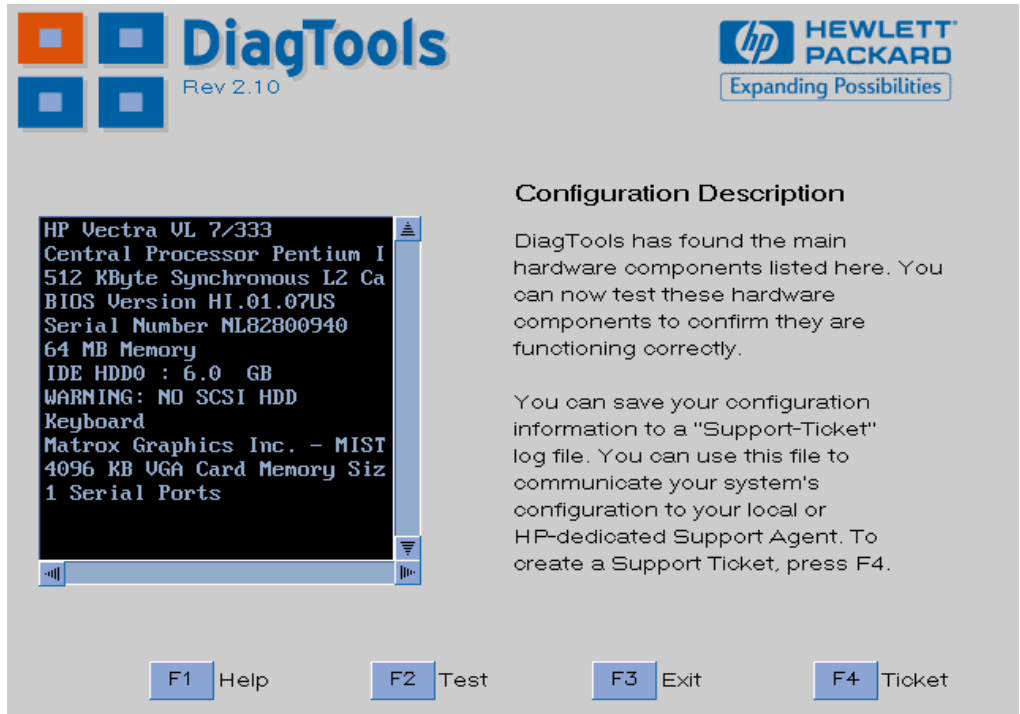 DiagTools
Rev 2.10
hp HEWLETT
PACKARD
Expanding Possibilities
HP Vectra VL 7/333
Central Processor Pentium I
512 KByte Synchronous L2 Ca
BIOS Version HI.01.07US
Serial Number NL82800940
64 MB Memory
IDE HDD0 : 6.0 GB
WARNING: NO SCSI HDD
Keyboard
Matrox Graphics Inc. - MIST
4096 KB VGA Card Memory Siz
1 Serial Ports
Configuration Description
DiagTools has found the main
hardware components listed here. You
can now test these hardware
components to confirm they are
functioning correctly.
You can save your configuration
information to a "Support-Ticket"
log file. You can use this file to
communicate your system's
configuration to your local or
HP-dedicated Support Agent. To
create a Support Ticket, press F4.
F1 Help F2 Test F3 Exit F4 Ticket